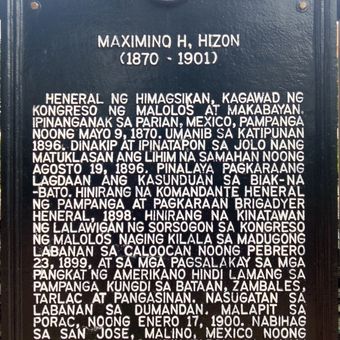 MAXIMINO H, HIZON
(1870 - 1901)
HENERAL NG HIMAGSIKAN, KAGAWAD NG
KONGRESO NG MALOLOS AT MAKABAYAN.
IPINANGANAK SA PARIAN, MEXICO, PAMPANGA
NOONG MAYO 9, 1870. UMANIB SA KATIPUNAN
1896. DINAKIP AT IPINATAPON SA JOLO NANG
MATUKLASAN ANG LIHIM NA SAMAHAN NOONG
AGOSTO 19, 1896. PINALAYA PAGKARAANG
LAGDAAN ANG KASUNDUAN SA BIAK-NA
-BATO. HINIRANG NA KOMANDANTE HENERAL
NG PAMPANGA AT PAGKARAAN BRIGADYER
HENERAL, 1898. HINIRANG NA KINATAWAN
NG LALAWIGAN NG SORSOGON SA KONGRESO
NG MALOLOS NAGING KILALA SA MADUGONG
LABANAN SA CALOOCAN NOONG PEBRERO
23, 1899, AT SA MGA PAGSALAKAY SA MGA
PANGKAT NG AMERIKANO HINDI LAMANG SA
PAMPANGA KUNGDI SA BATAAN, ZAMBALES,
TARLAC AT PANGASINAN. NASUGATAN SA
LABANAN SA DUMANDAN. MALAPIT SA
PORAC, NOONG ENERO 17, 1900. NABIHAG
SA SAN JOSE, MALINO, MEXICO NOONG